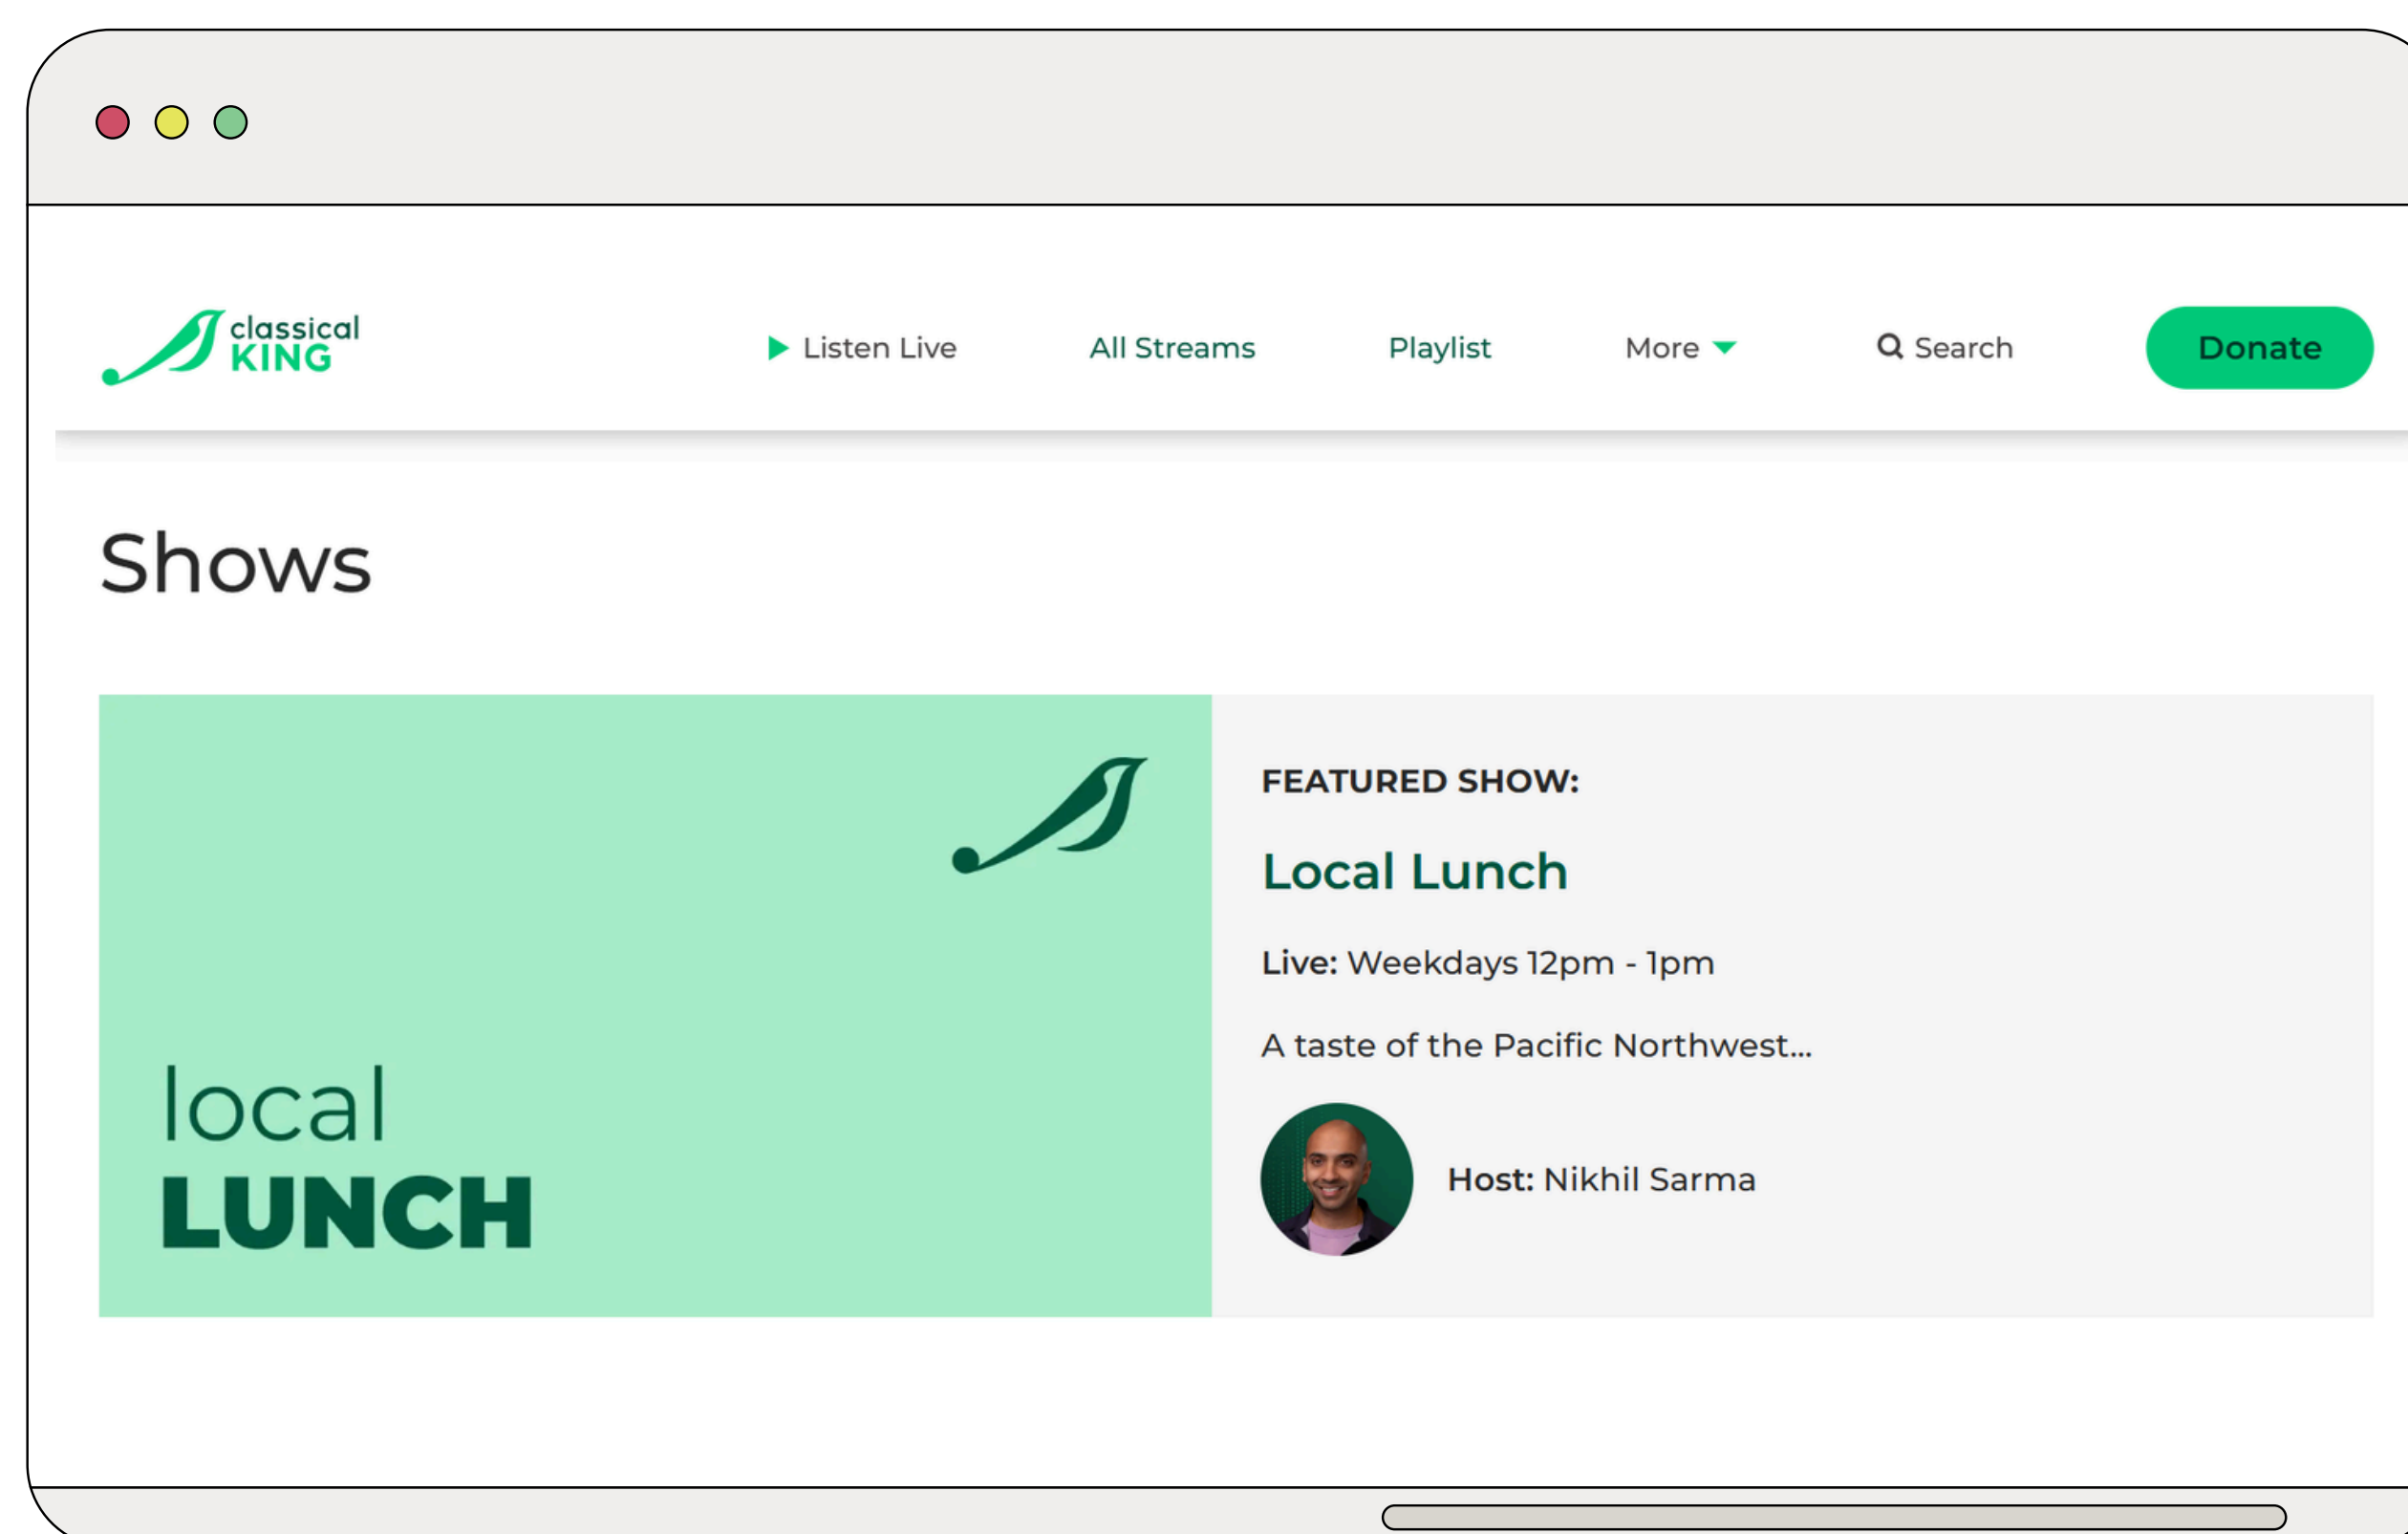 classical
KING
Listen Live
All Streams
Playlist
More
Search
Donate
Shows
local
LUNCH
FEATURED SHOW:
Local Lunch
Live: Weekdays 12pm - 1pm
A taste of the Pacific Northwest...
Host: Nikhil Sarma